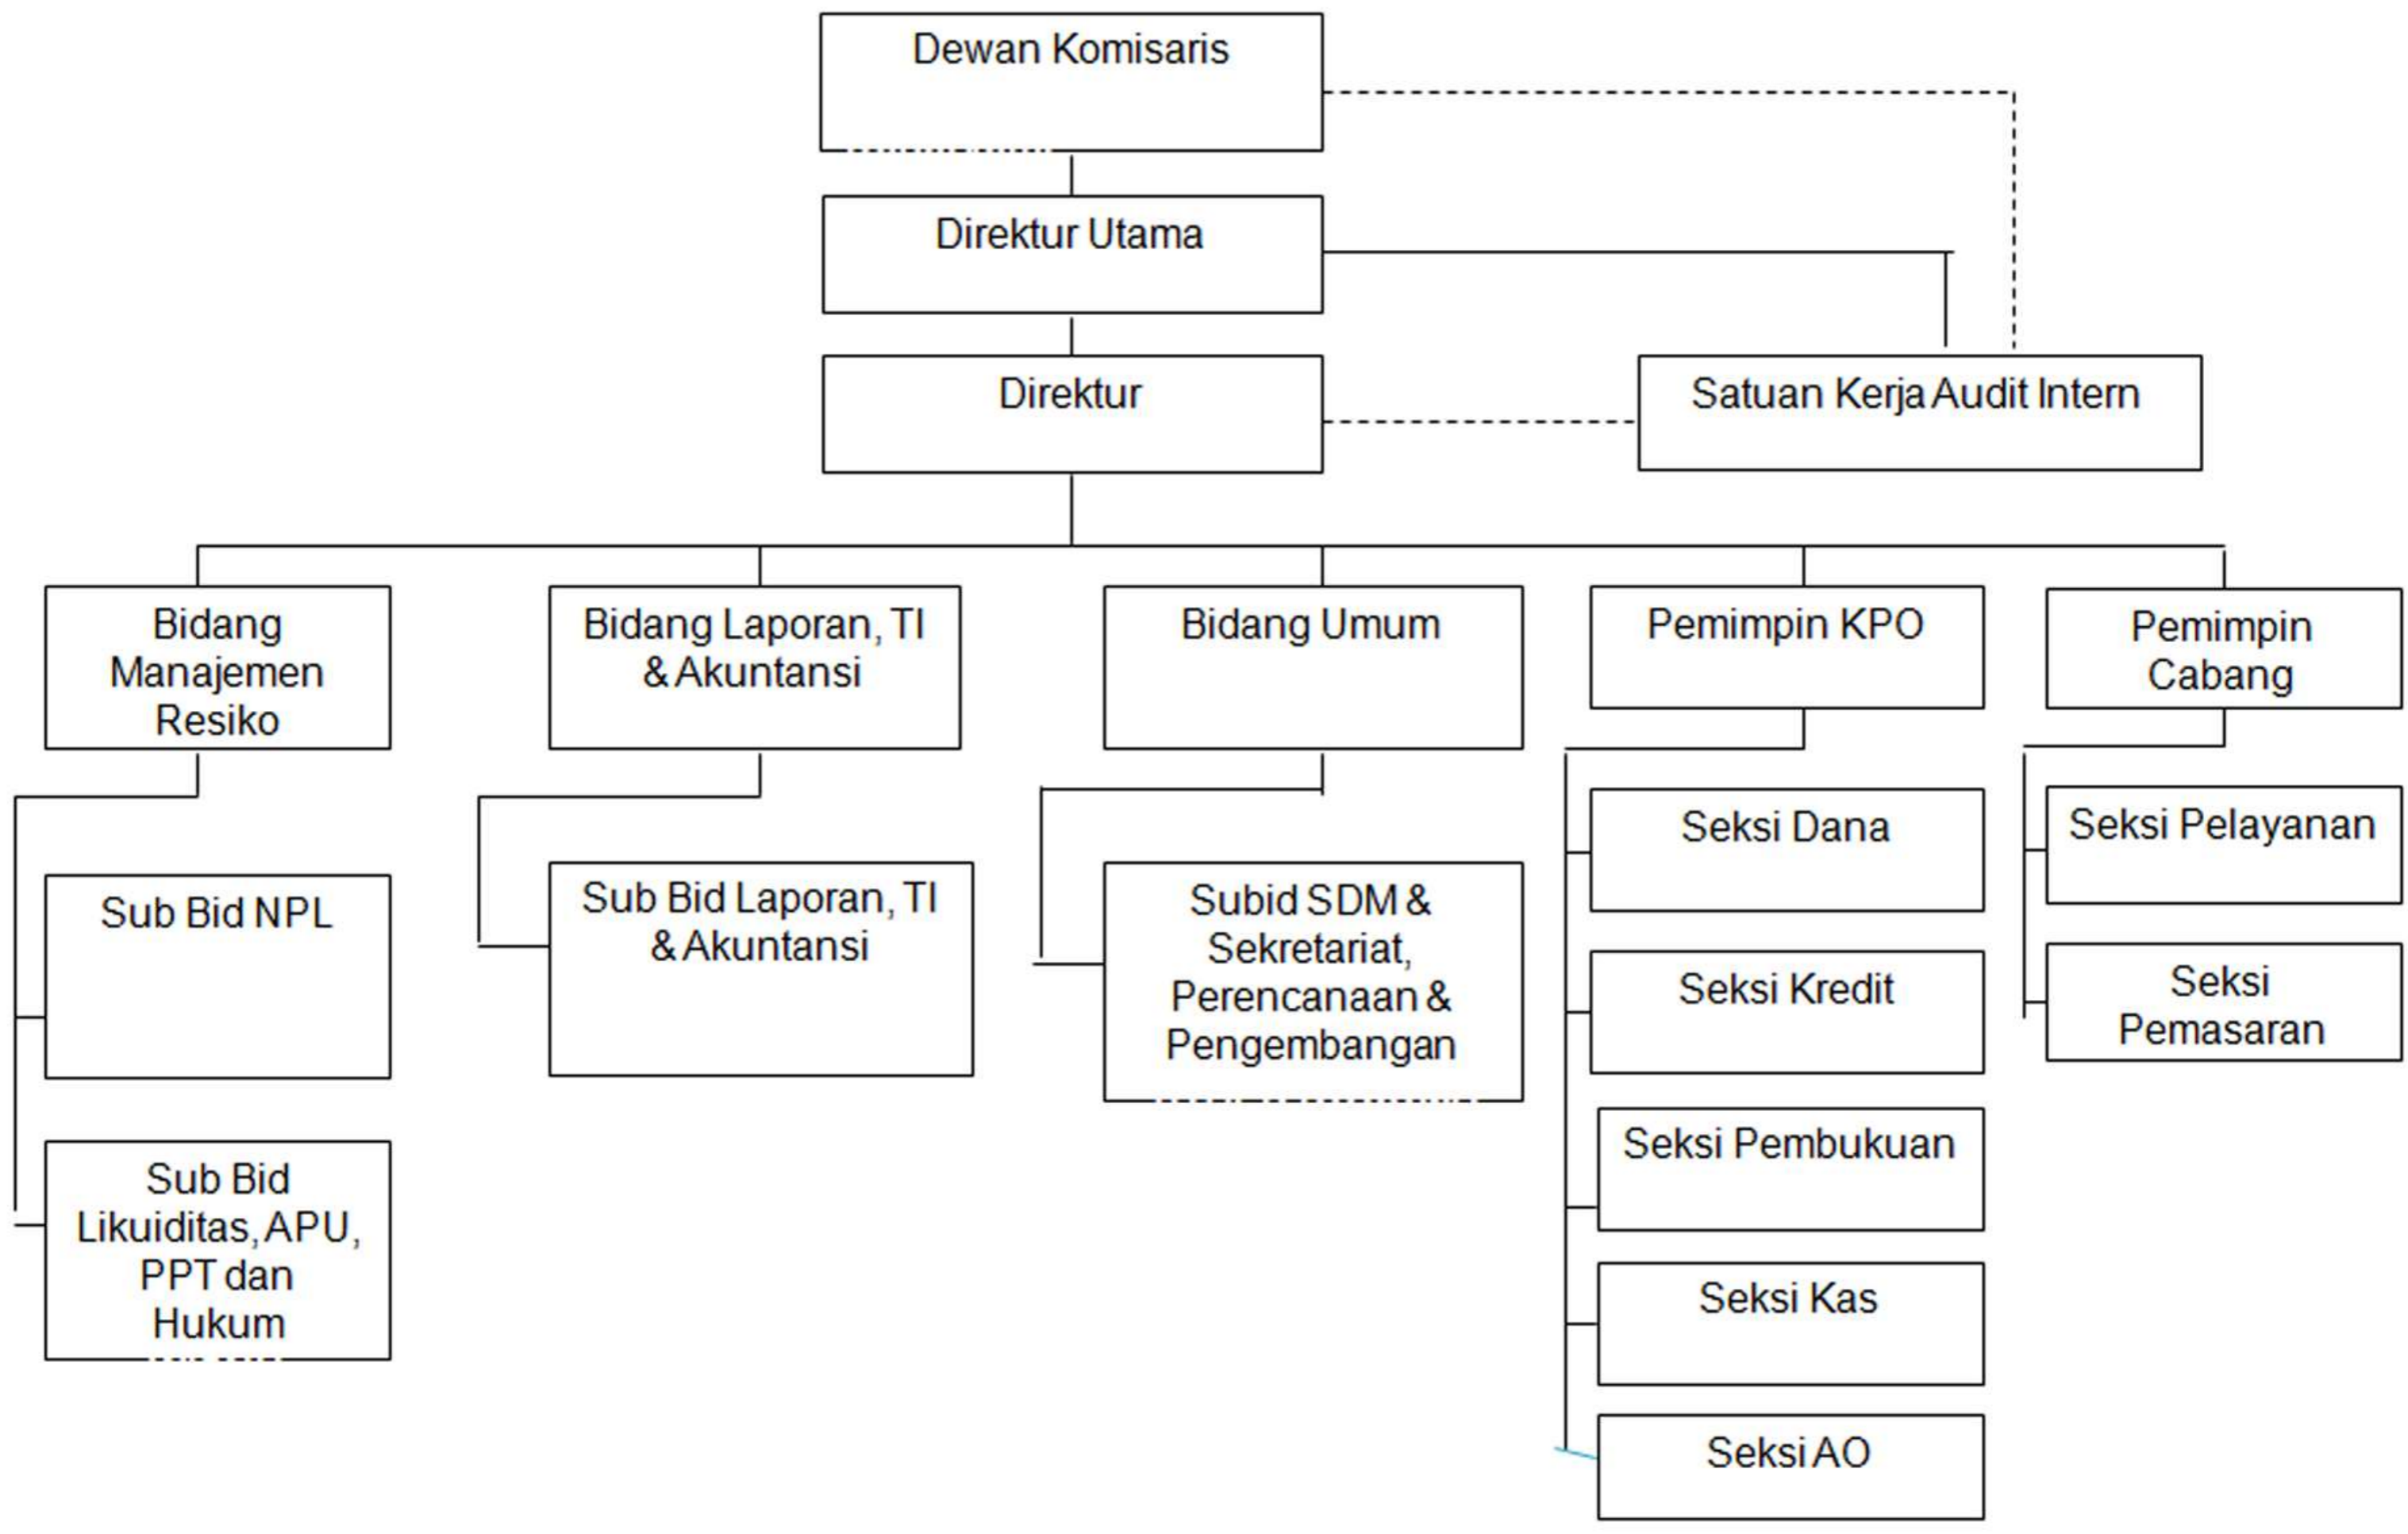 Dewan Komisaris
Direktur Utama
Direktur
Satuan Kerja Audit Intern
Bidang
Manajemen
Resiko
Bidang Laporan, TI
& Akuntansi
Bidang Umum
Pemimpin KPO
Pemimpin
Cabang
Sub Bid NPL
Sub Bid
Likuiditas, APU,
PPT dan
Hukum
Sub Bid Laporan, TI
& Akuntansi
Subid SDM &
Sekretariat,
Perencanaan &
Pengembangan
Seksi Dana
Seksi Kredit
Seksi Pembukuan
Seksi Kas
Seksi AO
Seksi Pelayanan
Seksi
Pemasaran